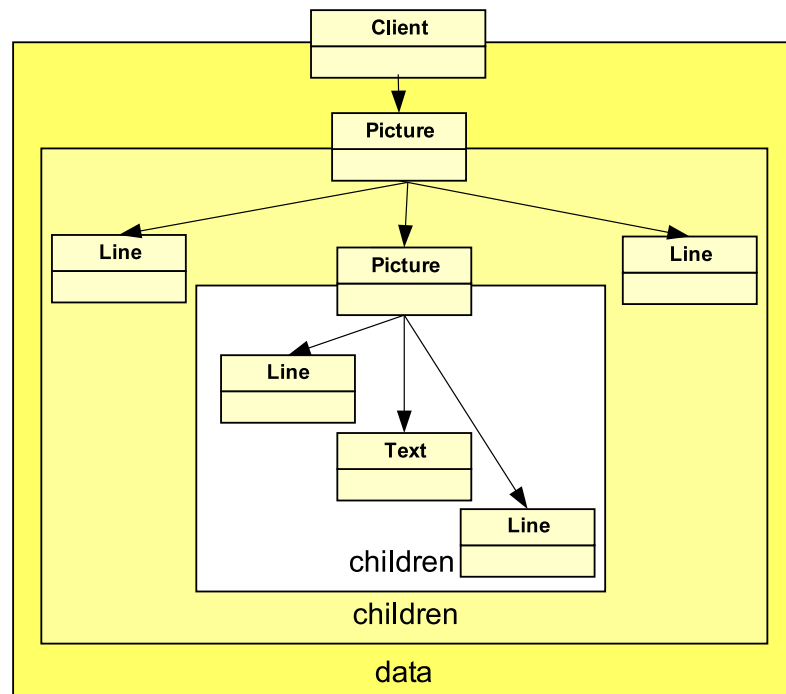 Client
Picture
Line
Picture
Line
Line
Text
Line
children
children
data